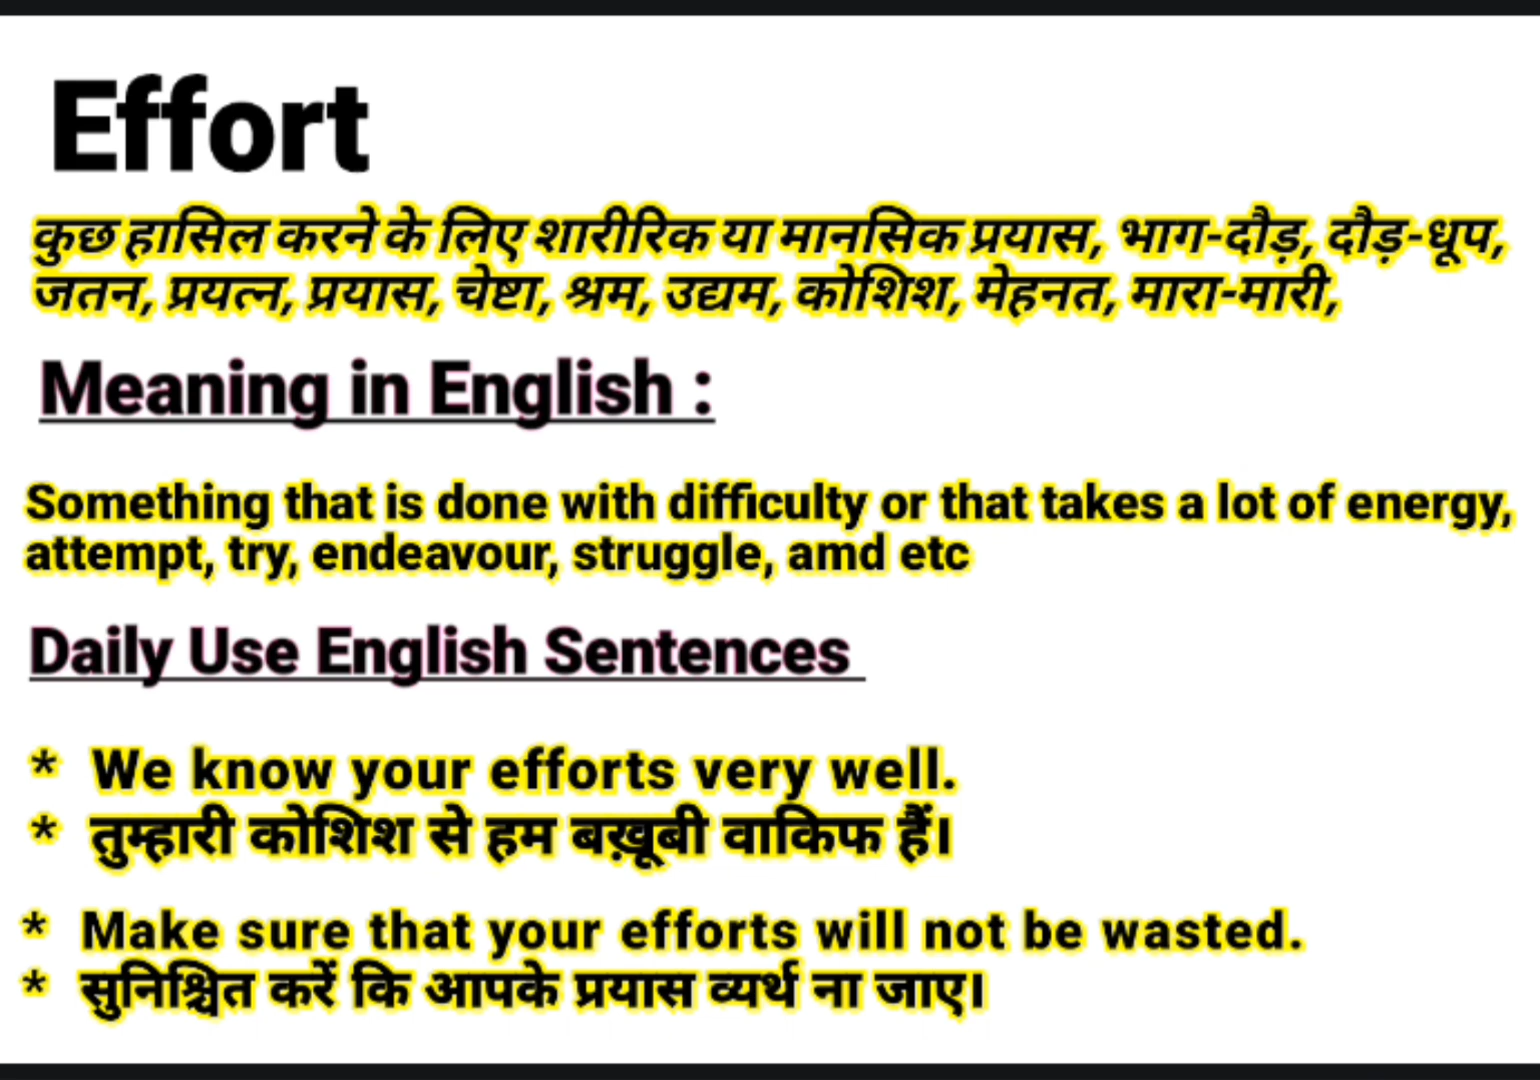 Effort
कुछ हासिल करने के लिए शारीरिक या मानसिक प्रयास, भाग-दौड़, दौड़-धूप,
जतन, प्रयत्न, प्रयास, चेष्टा, श्रम, उद्यम, कोशिश, मेहनत, मारा-मारी,
Meaning in English :
Something that is done with difficulty or that takes a lot of energy,
attempt, try, endeavour, struggle, amd etc
Daily Use English Sentences
* We know your efforts very well.
* तुम्हारी कोशिश से हम बख़ूबी वाकिफ हैं।
* Make sure that your efforts will not be wasted.
* सुनिश्चित करें कि आपके प्रयास व्यर्थ ना जाए।